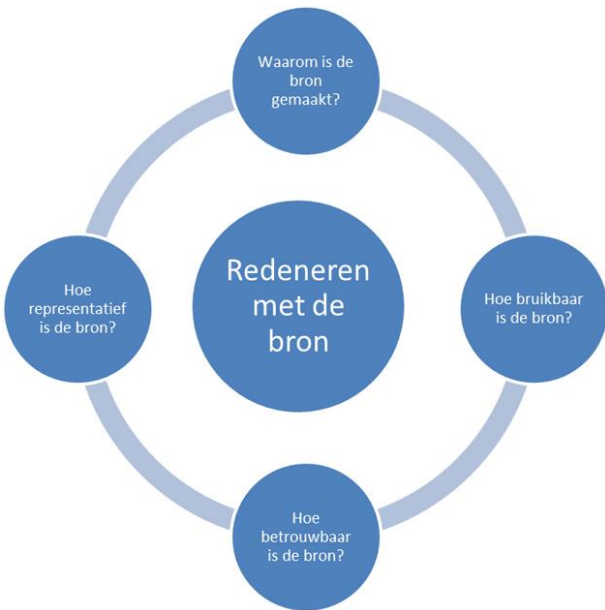 Waarom is de
bron
gemaakt?
Redeneren
met de
bron
Hoe
representatief
is de bron?
Hoe bruikbaar
is de bron?
Hoe
betrouwbaar
is de bron?